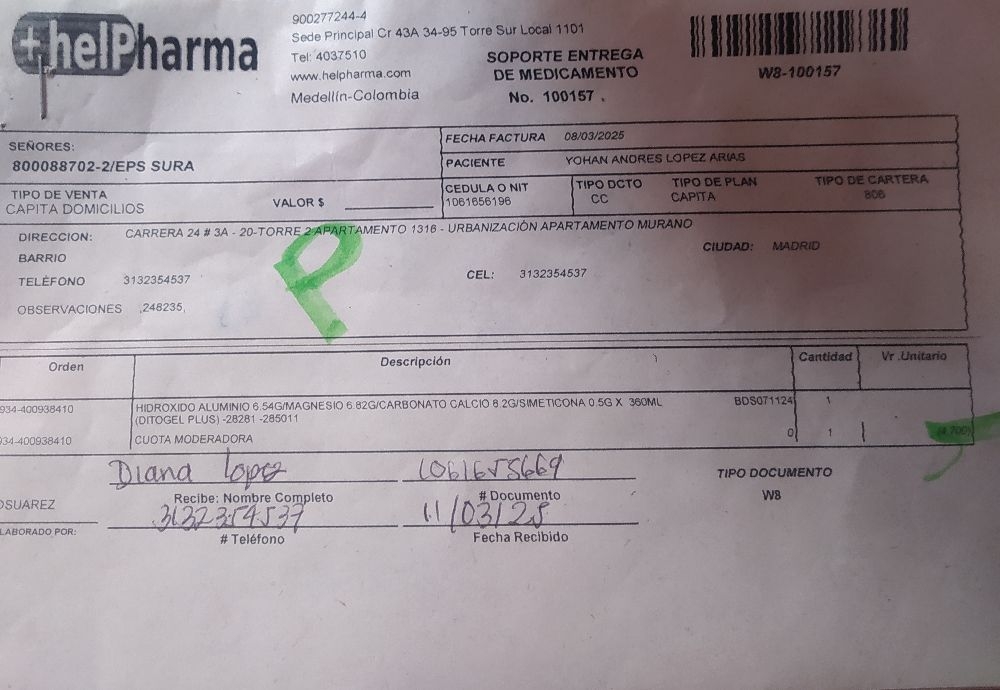 +helPharma
900277244-4
Sede Principal Cr 43A 34-95 Torre Sur Local 1101
Tel: 4037510
www.helpharma.com
Medellín-Colombia
SOPORTE ENTREGA
DE MEDICAMENTO
No. 100157
W8-100157
SEÑORES:
800088702-2/EPS SURA
FECHA FACTURA 08/03/2025
PACIENTE YOHAN ANDRES LOPEZ ARIAS
TIPO DE VENTA
CAPITA DOMICILIOS
VALOR $
CEDULA O NIT
1061656196
TIPO DCTO
CC
TIPO DE PLAN
CAPITA
TIPO DE CARTERA
806
DIRECCION: CARRERA 24 # 3A - 20-TORRE 2 APARTAMENTO 1316 - URBANIZACIÓN APARTAMENTO MURANO
BARRIO
CIUDAD: MADRID
TELÉFONO 3132354537
CEL: 3132354537
OBSERVACIONES ,246235,
P
Orden Descripción Cantidad Vr .Unitario
934-400938410 HIDROXIDO ALUMINIO 6.54G/MAGNESIO 6.82G/CARBONATO CALCIO 8.2G/SIMETICONA 0.5G X 360ML BDS071124 1
(DITOGEL PLUS) -28281 -285011
934-400938410 CUOTA MODERADORA 0 1 (4,700)
Diana lopez 1061655669
Recibe: Nombre Completo # Documento
3132354537 11/03/25
# Teléfono Fecha Recibido
OSUAREZ
LABORADO POR:
TIPO DOCUMENTO
W8